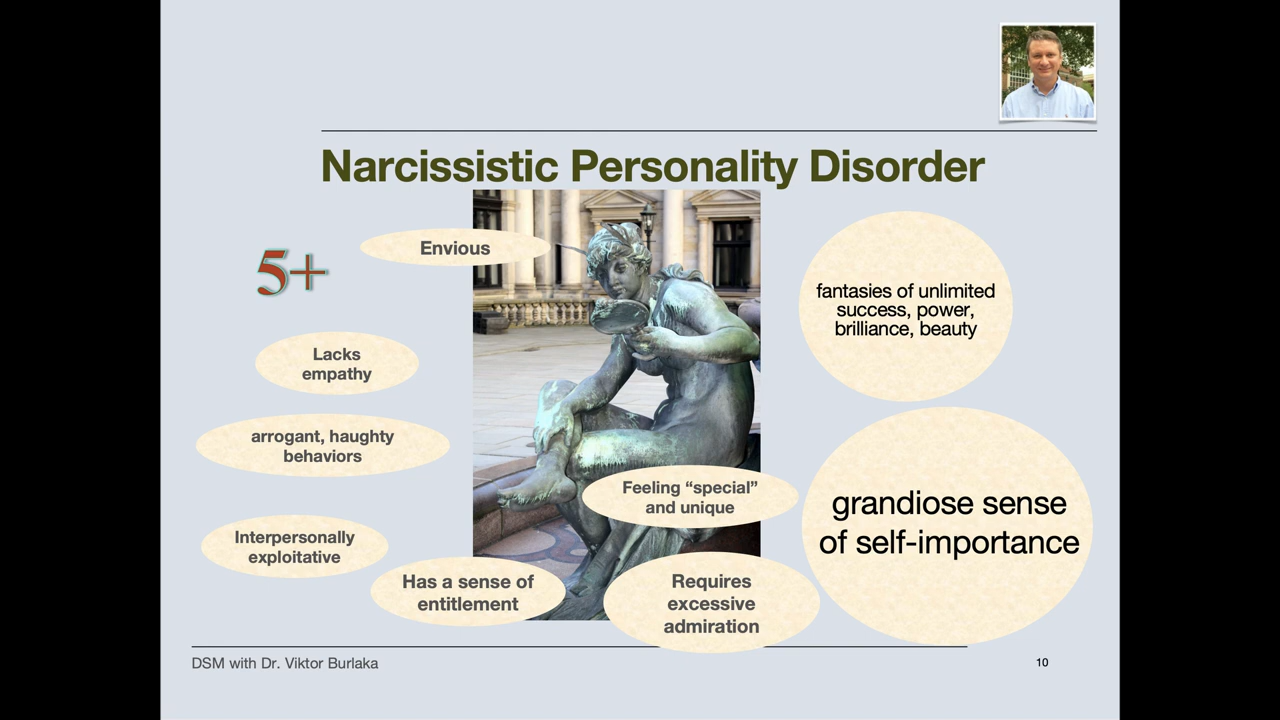 Narcissistic Personality Disorder
5+
Envious
fantasies of unlimited
success, power,
brilliance, beauty
Lacks
empathy
arrogant, haughty
behaviors
Feeling “special”
and unique
grandiose sense
of self-importance
Interpersonally
exploitative
Has a sense of
entitlement
Requires
excessive
admiration
DSM with Dr. Viktor Burlaka
10